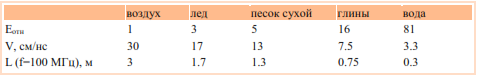 воздух лед песок сухой глины вода
Eотн 1 3 5 16 81
V, см/нс 30 17 13 7.5 3.3
L (f=100 МГц), м 3 1.7 1.3 0.75 0.3